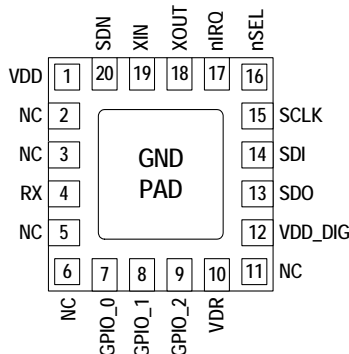 SDN XIN XOUT nIRQ nSEL
VDD 1 20 19 18 17 16
NC 2 15 SCLK
NC 3 14 SDI
GND
RX 4 13 SDO
PAD
NC 5 12 VDD_DIG
6 7 8 9 10 11 NC
NC GPIO_0 GPIO_1 GPIO_2 VDR